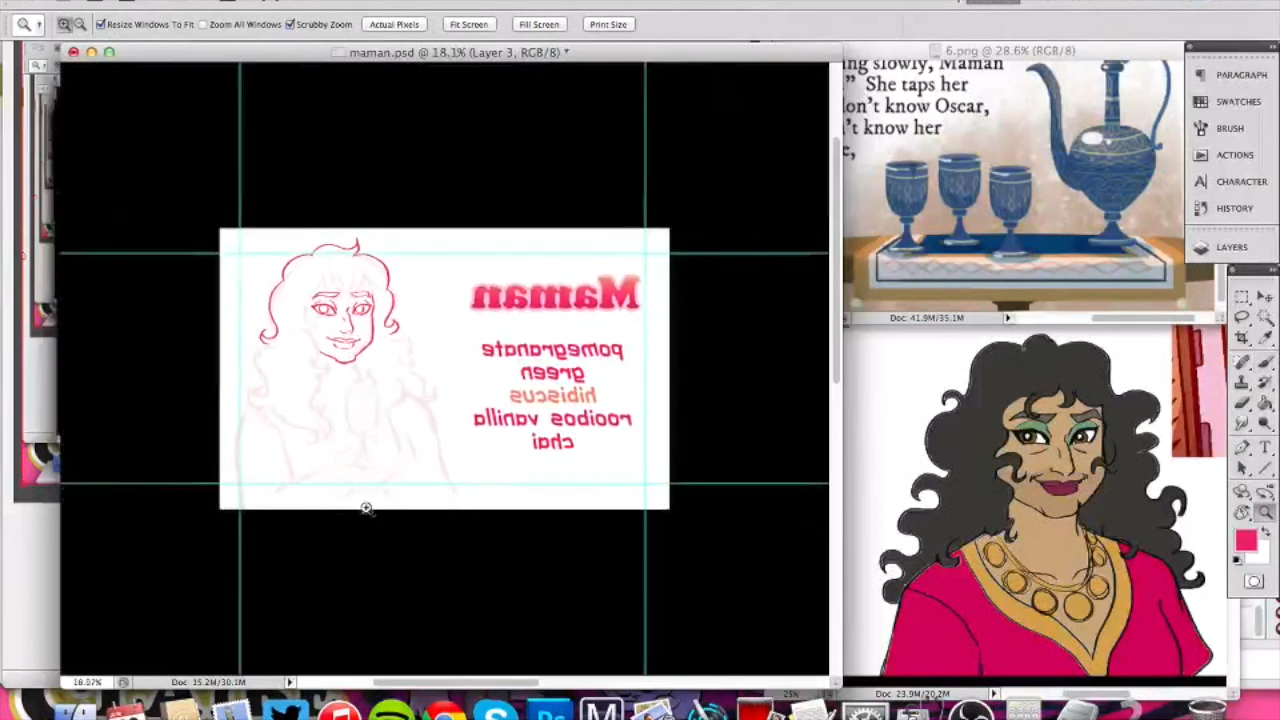 Resize Windows To Fit
Zoom All Windows
Scrubby Zoom
Actual Pixels
Fit Screen
Fill Screen
Print Size
maman.psd @ 18.1% (Layer 3, RGB/8) *
6.png @ 28.6% (RGB/8)
ing slowly, Maman
" She taps her
on't know Oscar,
't know her
e,
Maman
pomegranate
green
hibiscus
rooibos vanilla
chai
PARAGRAPH
SWATCHES
BRUSH
ACTIONS
CHARACTER
HISTORY
LAYERS
Doc: 41.9M/35.1M
Doc: 15.2M/30.1M
25%
Doc: 23.9M/20.2M